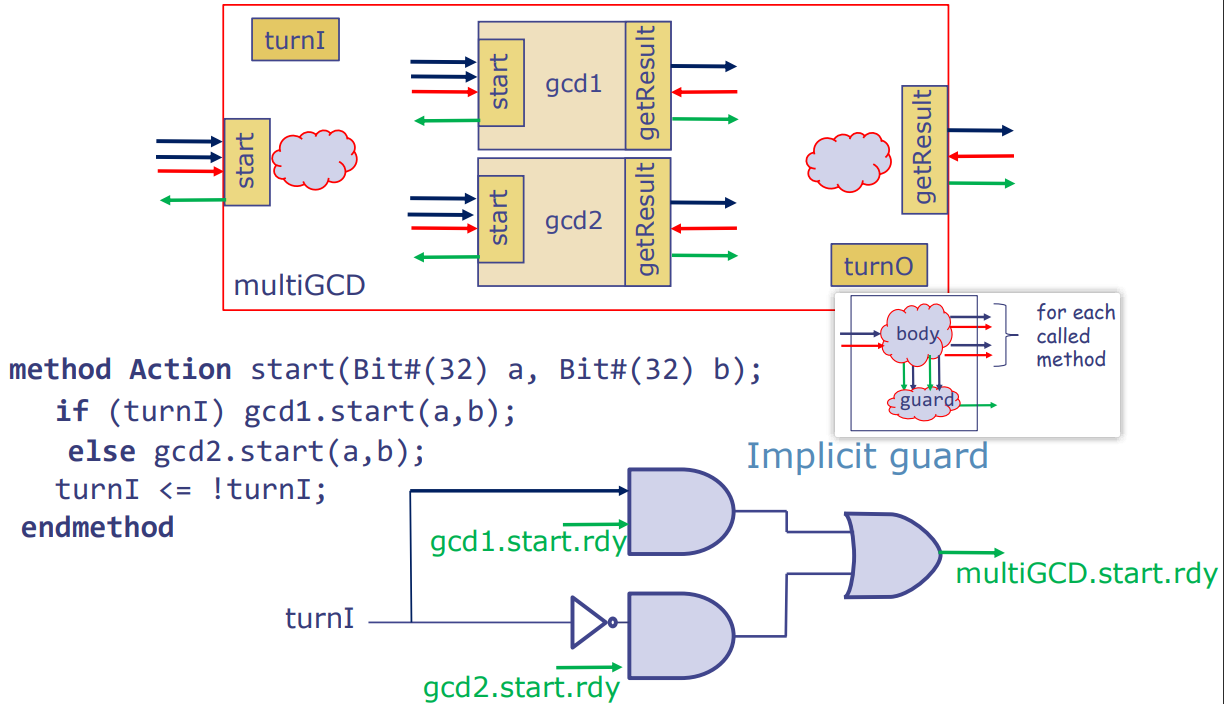 turnI
start
gcd1
getResult
start
getResult
start
gcd2
getResult
turnO
multiGCD
body
guard
for each
called
method
method Action start(Bit#(32) a, Bit#(32) b);
if (turnI) gcd1.start(a,b);
else gcd2.start(a,b);
turnI <= !turnI;
endmethod
Implicit guard
gcd1.start.rdy
multiGCD.start.rdy
turnI
gcd2.start.rdy